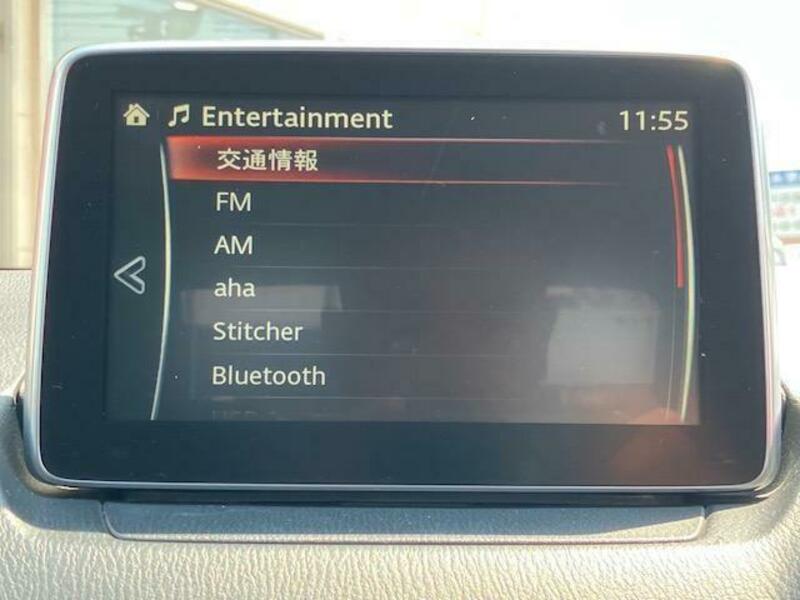 Entertainment 11:55
交通情報
FM
AM
aha
Stitcher
Bluetooth